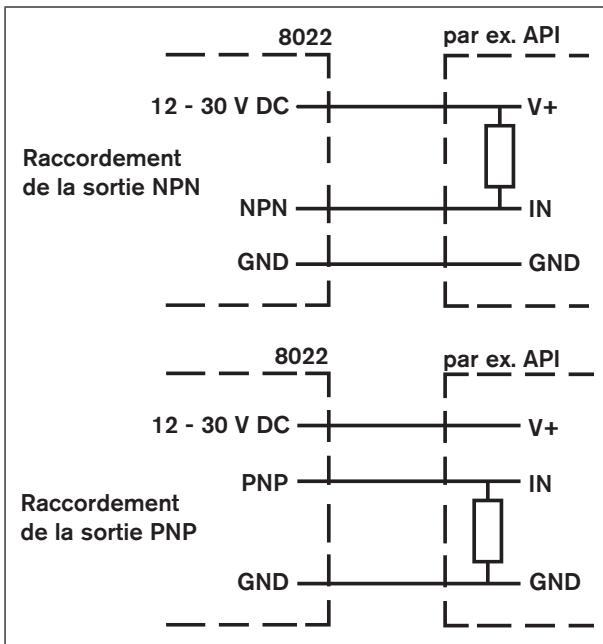 8022
par ex. API
12 - 30 V DC
V+
Raccordement
de la sortie NPN
NPN
IN
GND
GND
8022
par ex. API
12 - 30 V DC
V+
PNP
IN
Raccordement
de la sortie PNP
GND
GND